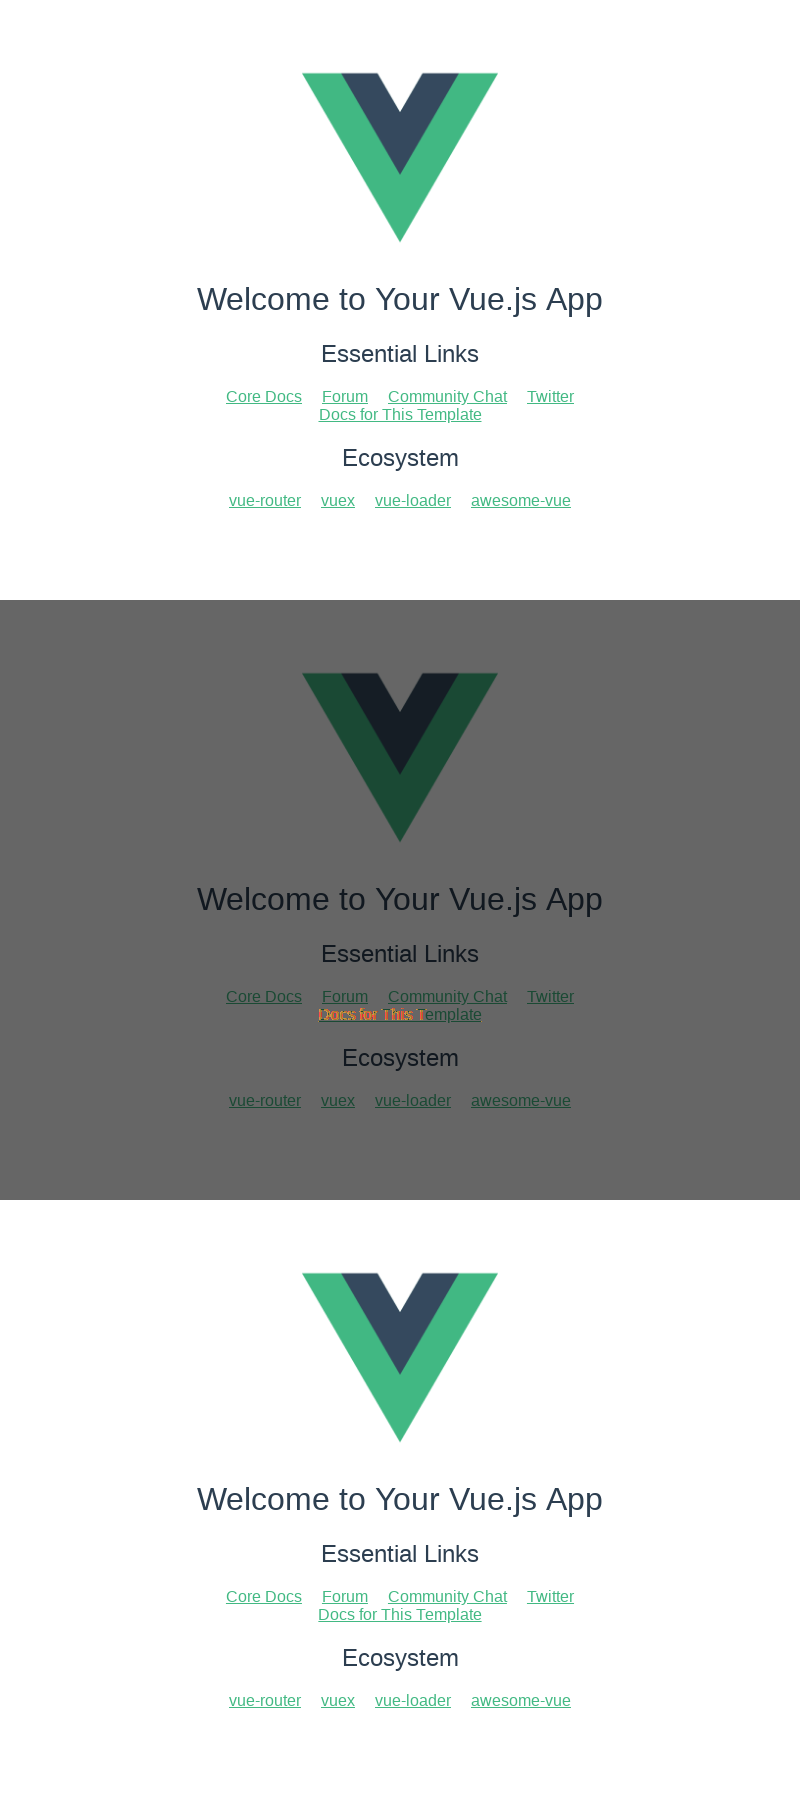 Welcome to Your Vue.js App
Essential Links
Core Docs Forum Community Chat Twitter
Docs for This Template
Ecosystem
vue-router vuex vue-loader awesome-vue
Welcome to Your Vue.js App
Essential Links
Core Docs Forum Community Chat Twitter
Docs for This Template
Ecosystem
vue-router vuex vue-loader awesome-vue
Welcome to Your Vue.js App
Essential Links
Core Docs Forum Community Chat Twitter
Docs for This Template
Ecosystem
vue-router vuex vue-loader awesome-vue